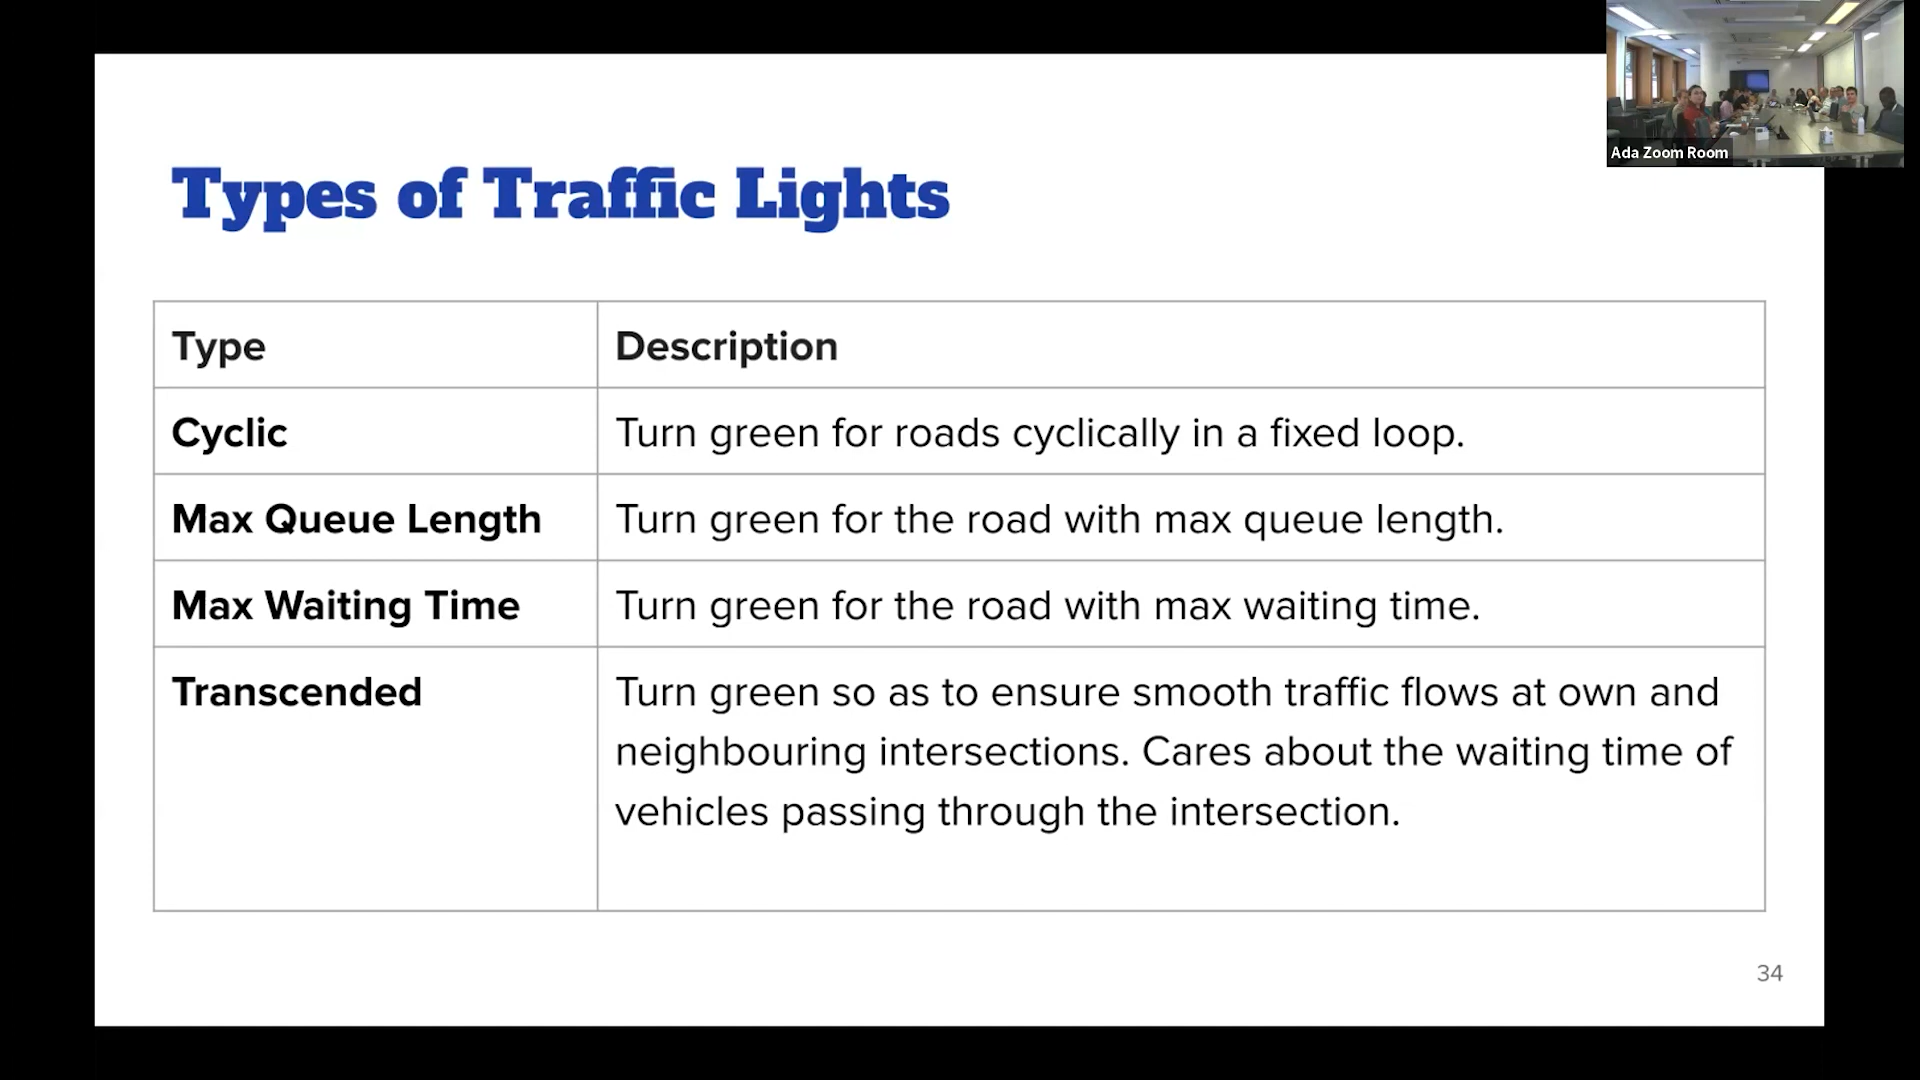 Ada Zoom Room
Types of Traffic Lights
Type
Description
Cyclic
Turn green for roads cyclically in a fixed loop.
Max Queue Length
Turn green for the road with max queue length.
Max Waiting Time
Turn green for the road with max waiting time.
Transcended
Turn green so as to ensure smooth traffic flows at own and
neighbouring intersections. Cares about the waiting time of
vehicles passing through the intersection.
34